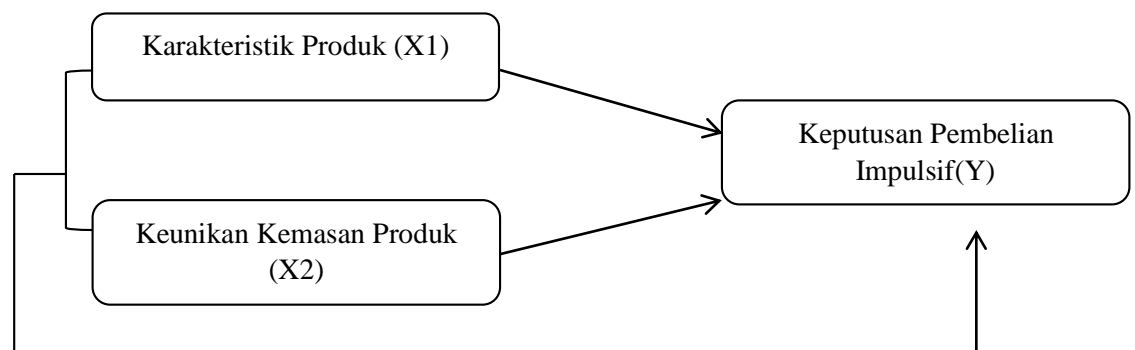 Karakteristik Produk (X1)
Keputusan Pembelian
Impulsif(Y)
Keunikan Kemasan Produk
(X2)